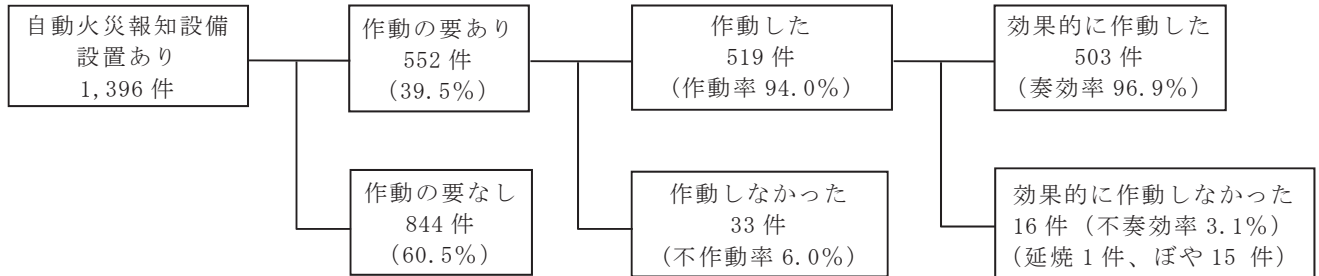 自動火災報知設備
設置あり
1,396 件
作動の要あり
552 件
(39.5%)
作動した
519 件
(作動率 94.0%)
効果的に作動した
503 件
(奏効率 96.9%)
作動の要なし
844 件
(60.5%)
作動しなかった
33 件
(不作動率 6.0%)
効果的に作動しなかった
16 件 (不奏効率 3.1%)
(延焼 1 件、ぼや 15 件)